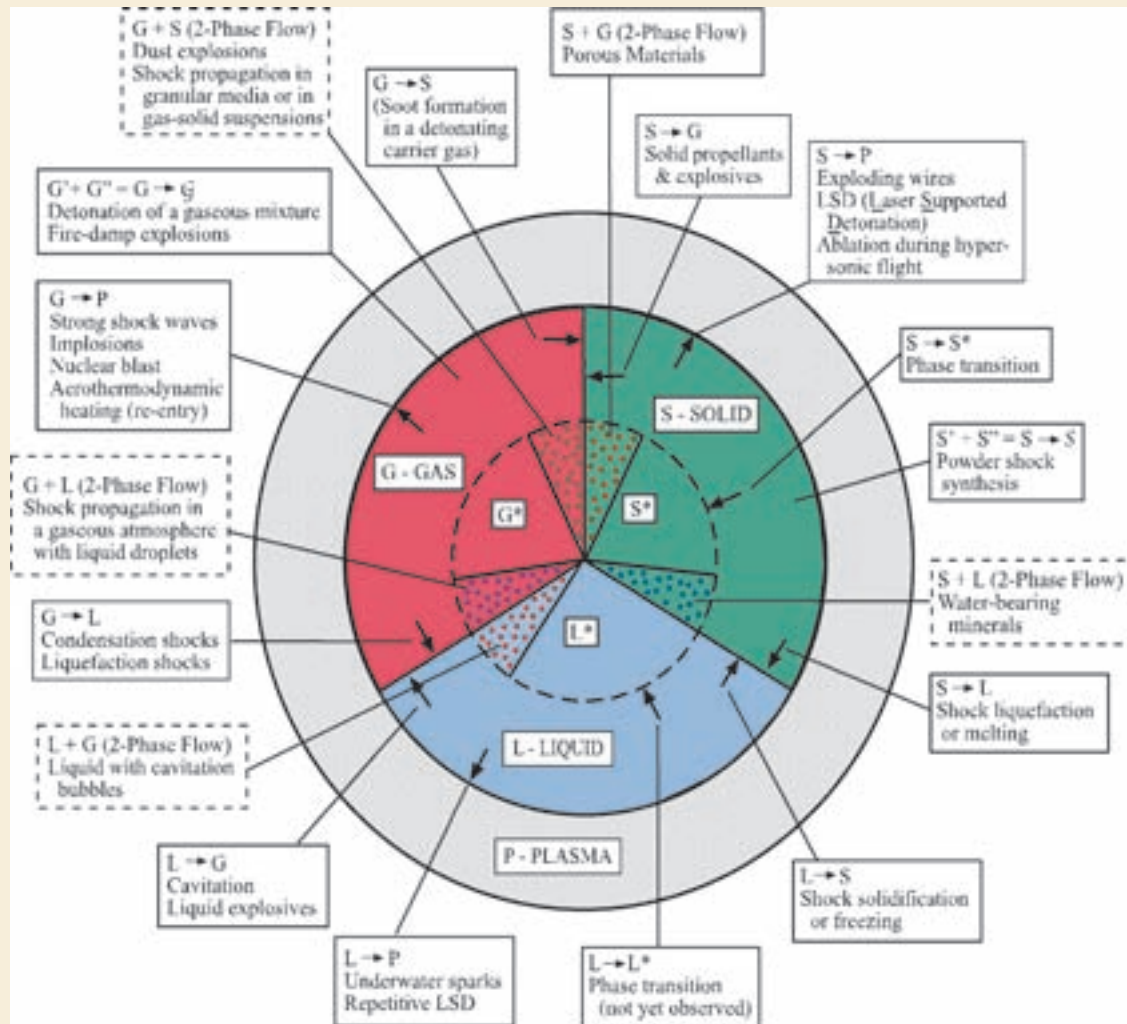 G + S (2-Phase Flow)
Dust explosions
Shock propagation in
granular media or in
gas-solid suspensions
S + G (2-Phase Flow)
Porous Materials
G → S
(Soot formation
in a detonating
carrier gas)
S → G
Solid propellants
& explosives
S → P
Exploding wires
LSD (Laser Supported
Detonation)
Ablation during hyper-
sonic flight
G' + G'' = G → G
Detonation of a gaseous mixture
Fire-damp explosions
G → P
Strong shock waves
Implosions
Nuclear blast
Aerothermodynamic
heating (re-entry)
S → S*
Phase transition
S - SOLID
G - GAS
S' + S'' = S → S
Powder shock
synthesis
G + L (2-Phase Flow)
Shock propagation in
a gaseous atmosphere
with liquid droplets
G*
S*
S + L (2-Phase Flow)
Water-bearing
minerals
G → L
Condensation shocks
Liquefaction shocks
L*
S → L
Shock liquefaction
or melting
L + G (2-Phase Flow)
Liquid with cavitation
bubbles
L - LIQUID
P - PLASMA
L → G
Cavitation
Liquid explosives
L → S
Shock solidification
or freezing
L → P
Underwater sparks
Repetitive LSD
L → L*
Phase transition
(not yet observed)